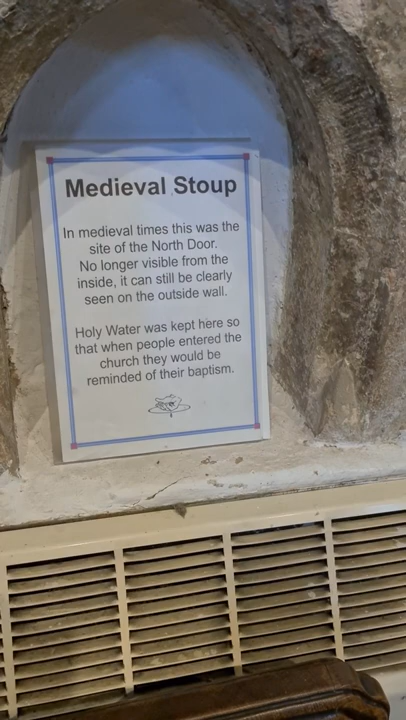 Medieval Stoup
In medieval times this was the
site of the North Door.
No longer visible from the
inside, it can still be clearly
seen on the outside wall.
Holy Water was kept here so
that when people entered the
church they would be
reminded of their baptism.